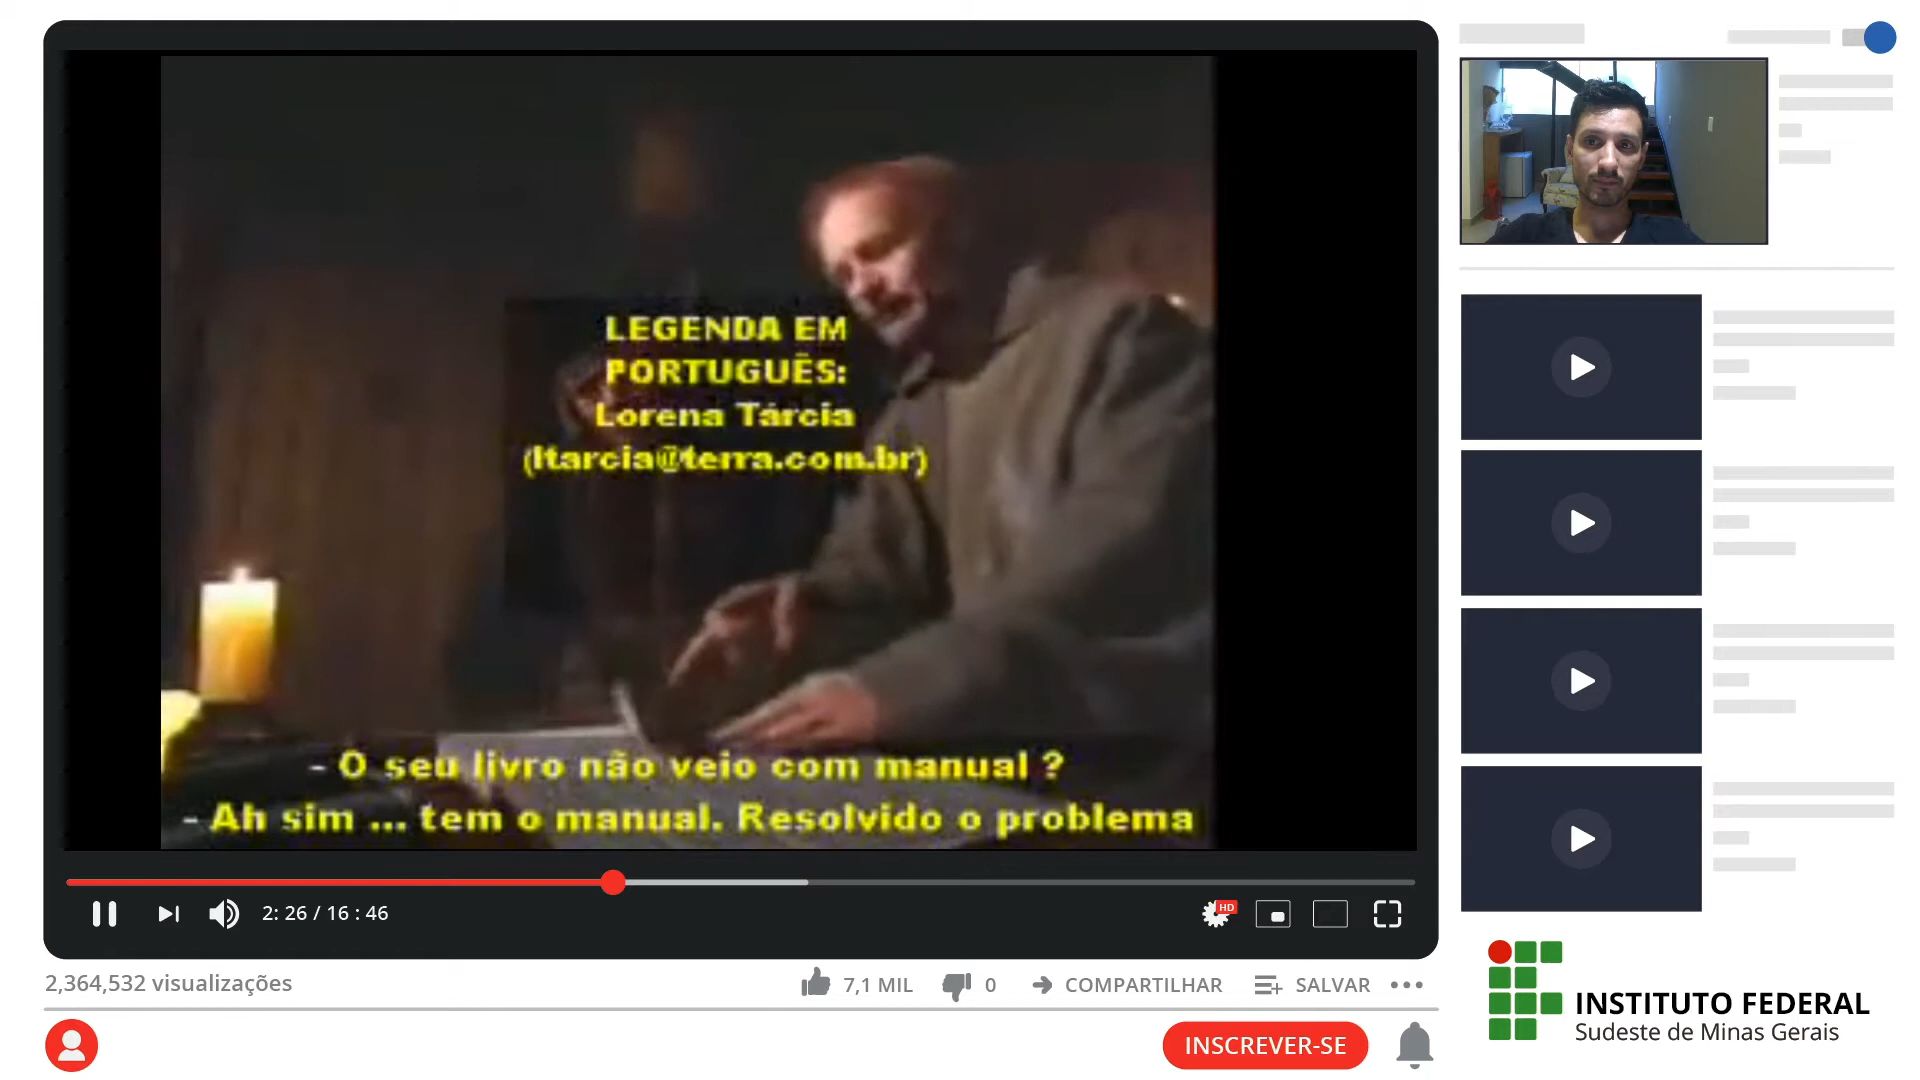 LEGENDA EM
PORTUGUÊS:
Lorena Tárcia
(ltarcia@terra.com.br)
- O seu livro não veio com manual ?
- Ah sim ... tem o manual. Resolvido o problema
2: 26 / 16 : 46
HD
2,364,532 visualizações
7,1 MIL
0
COMPARTILHAR
SALVAR
INSCREVER-SE
INSTITUTO FEDERAL
Sudeste de Minas Gerais